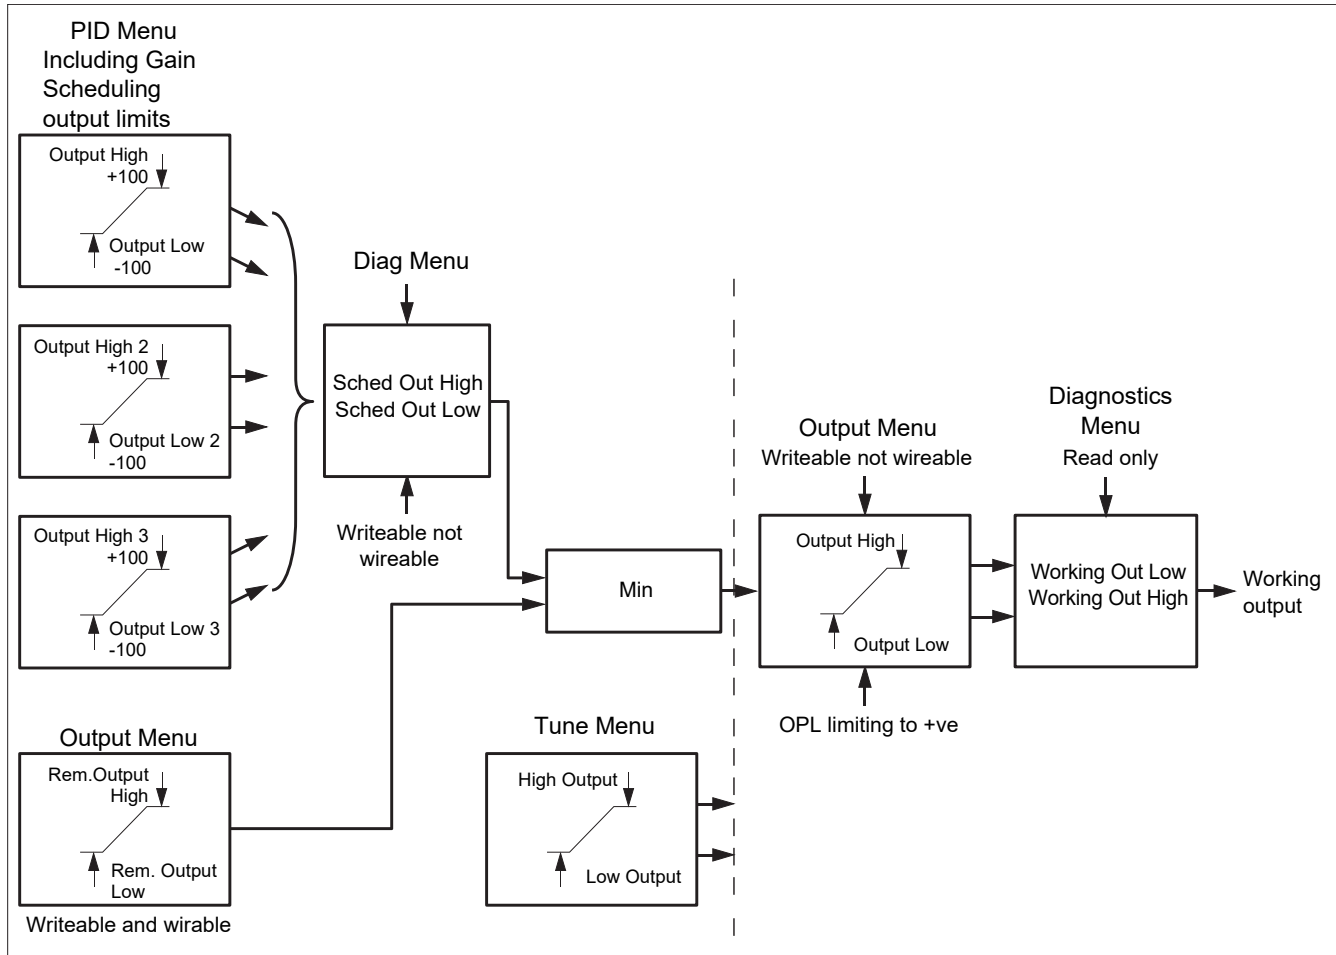 PID Menu
Including Gain
Scheduling
output limits
Output High
+100
Output Low
-100
Output High 2
+100
Output Low 2
-100
Output High 3
+100
Output Low 3
-100
Output Menu
Rem.Output
High
Rem. Output
Low
Writeable and wirable
Diag Menu
Sched Out High
Sched Out Low
Writeable not
wireable
Min
Tune Menu
High Output
Low Output
Output Menu
Writeable not wireable
Output High
Output Low
OPL limiting to +ve
Diagnostics
Menu
Read only
Working Out Low
Working Out High
Working
output